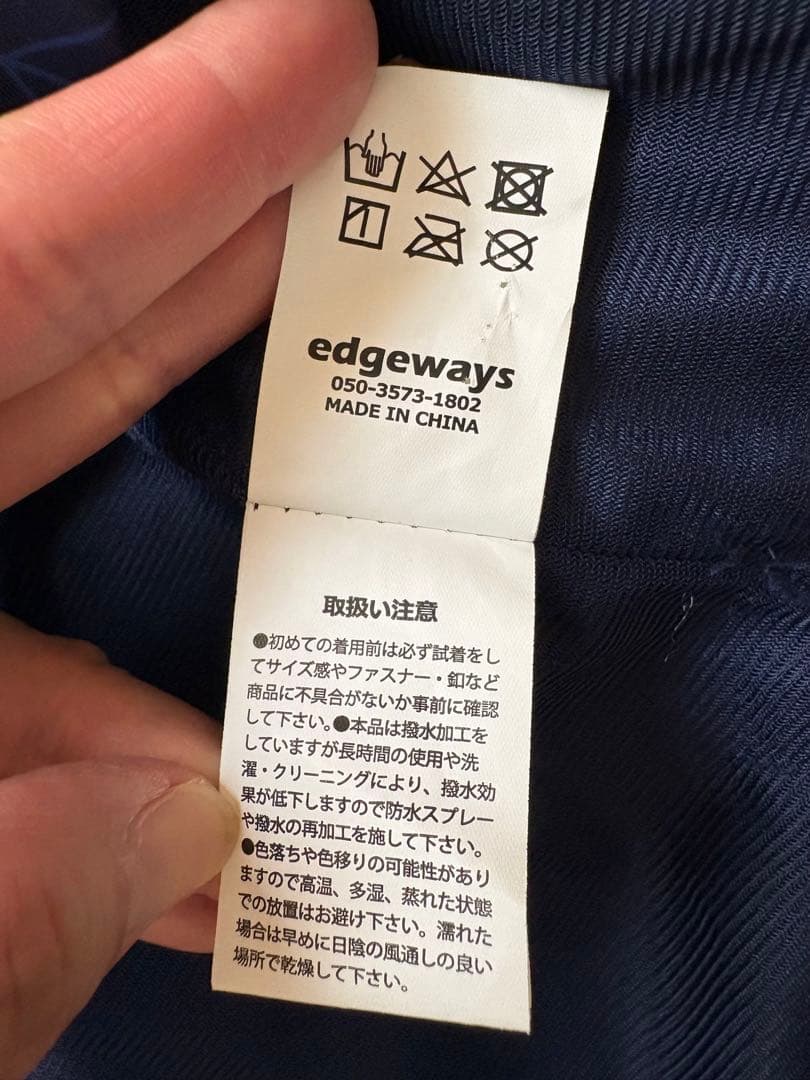 edgeways
050-3573-1802
MADE IN CHINA
取扱い注意
●初めての着用前は必ず試着をし
てサイズ感やファスナー・釦など
商品に不具合がないか事前に確認
して下さい。●本品は撥水加工を
していますが長時間の使用や洗
濯・クリーニングにより、撥水効
果が低下しますので防水スプレー
や撥水の再加工を施して下さい。
●色落ちや色移りの可能性があり
ますので高温、多湿、蒸れた状態
での放置はお避け下さい。濡れた
場合は早めに日陰の風通しの良い
場所で乾燥して下さい。